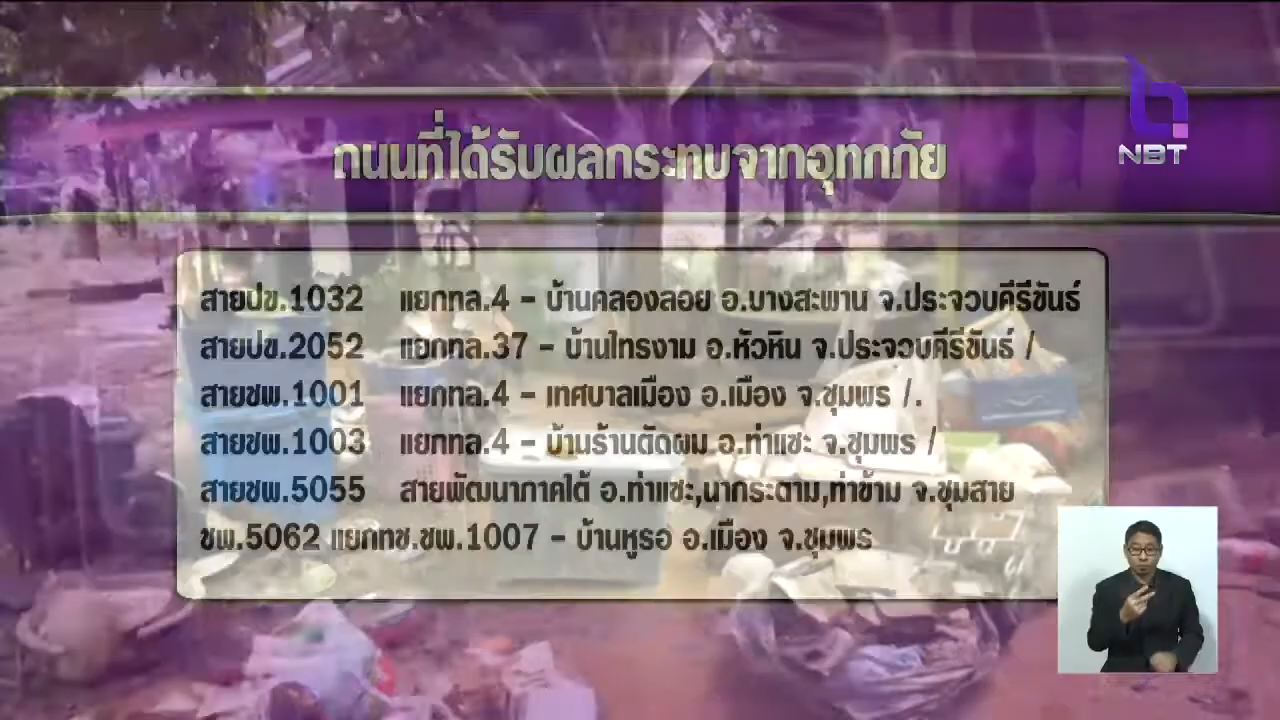 NBT
ถนนที่ได้รับผลกระทบจากอุทกภัย
สายปข.1032 แยกทล.4 - บ้านคลองลอย อ.บางสะพาน จ.ประจวบคีรีขันธ์
สายปข.2052 แยกทล.37 - บ้านไทรงาม อ.หัวหิน จ.ประจวบคีรีขันธ์ /
สายชพ.1001 แยกทล.4 - เทศบาลเมือง อ.เมือง จ.ชุมพร /.
สายชพ.1003 แยกทล.4 - บ้านร้านตัดผม อ.ท่าแซะ จ.ชุมพร /
สายชพ.5055 สายพัฒนาภาคใต้ อ.ท่าแซะ,นากระตาม,ท่าข้าม จ.ชุมสาย
ชพ.5062 แยกทช.ชพ.1007 - บ้านหูรอ อ.เมือง จ.ชุมพร